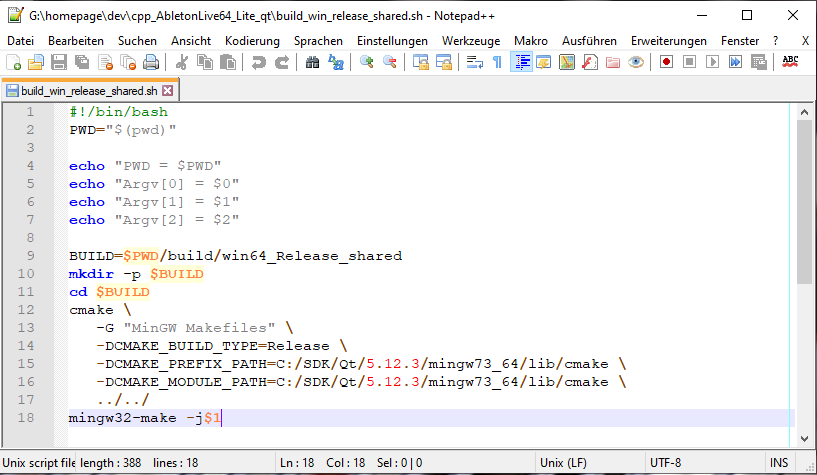 G:\homepage\dev\cpp_AbletonLive64_Lite_qt\build_win_release_shared.sh - Notepad++
Datei Bearbeiten Suchen Ansicht Kodierung Sprachen Einstellungen Werkzeuge Makro Ausführen Erweiterungen Fenster ? X
ABC
build_win_release_shared.sh
1 #!/bin/bash
2 PWD="$(pwd)"
3
4 echo "PWD = $PWD"
5 echo "Argv[0] = $0"
6 echo "Argv[1] = $1"
7 echo "Argv[2] = $2"
8
9 BUILD=$PWD/build/win64_Release_shared
10 mkdir -p $BUILD
11 cd $BUILD
12 cmake \
13 -G "MinGW Makefiles" \
14 -DCMAKE_BUILD_TYPE=Release \
15 -DCMAKE_PREFIX_PATH=C:/SDK/Qt/5.12.3/mingw73_64/lib/cmake \
16 -DCMAKE_MODULE_PATH=C:/SDK/Qt/5.12.3/mingw73_64/lib/cmake \
17 ../../
18 mingw32-make -j$1
Unix script file length : 388 lines : 18 Ln : 18 Col : 18 Sel : 0 | 0 Unix (LF) UTF-8 INS